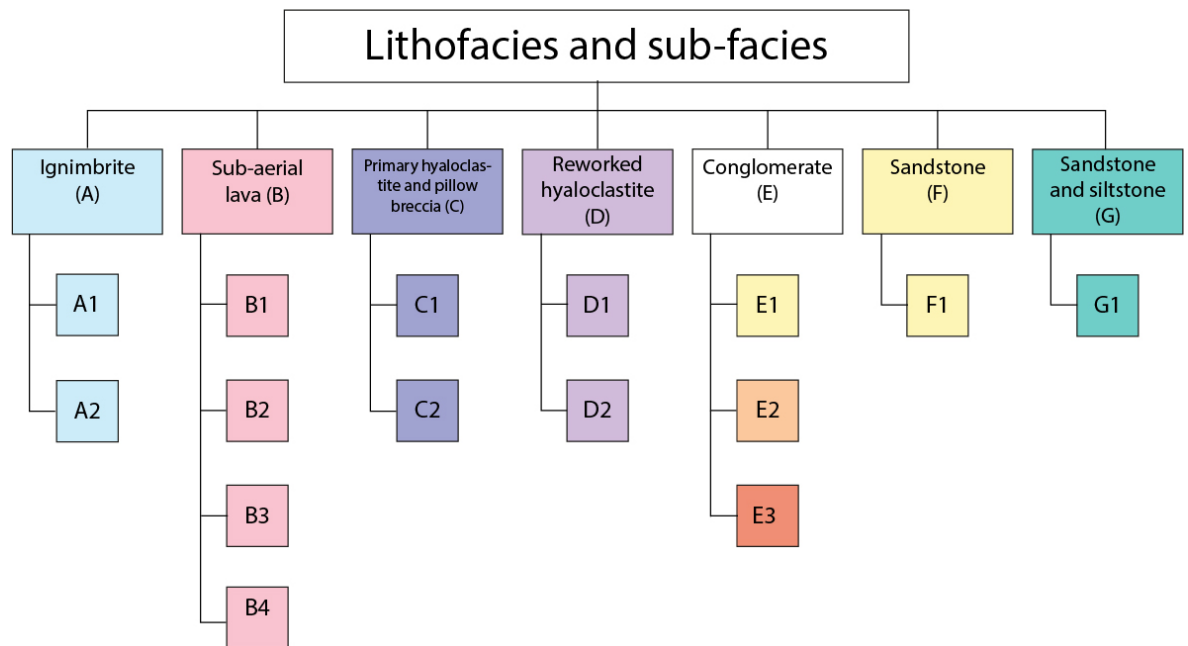 Lithofacies and sub-facies
Ignimbrite
(A)
Sub-aerial
lava (B)
Primary hyaloclas-
tite and pillow
breccia (C)
Reworked
hyaloclastite
(D)
Conglomerate
(E)
Sandstone
(F)
Sandstone
and siltstone
(G)
A1
B1
C1
D1
E1
F1
G1
A2
B2
C2
D2
E2
B3
E3
B4